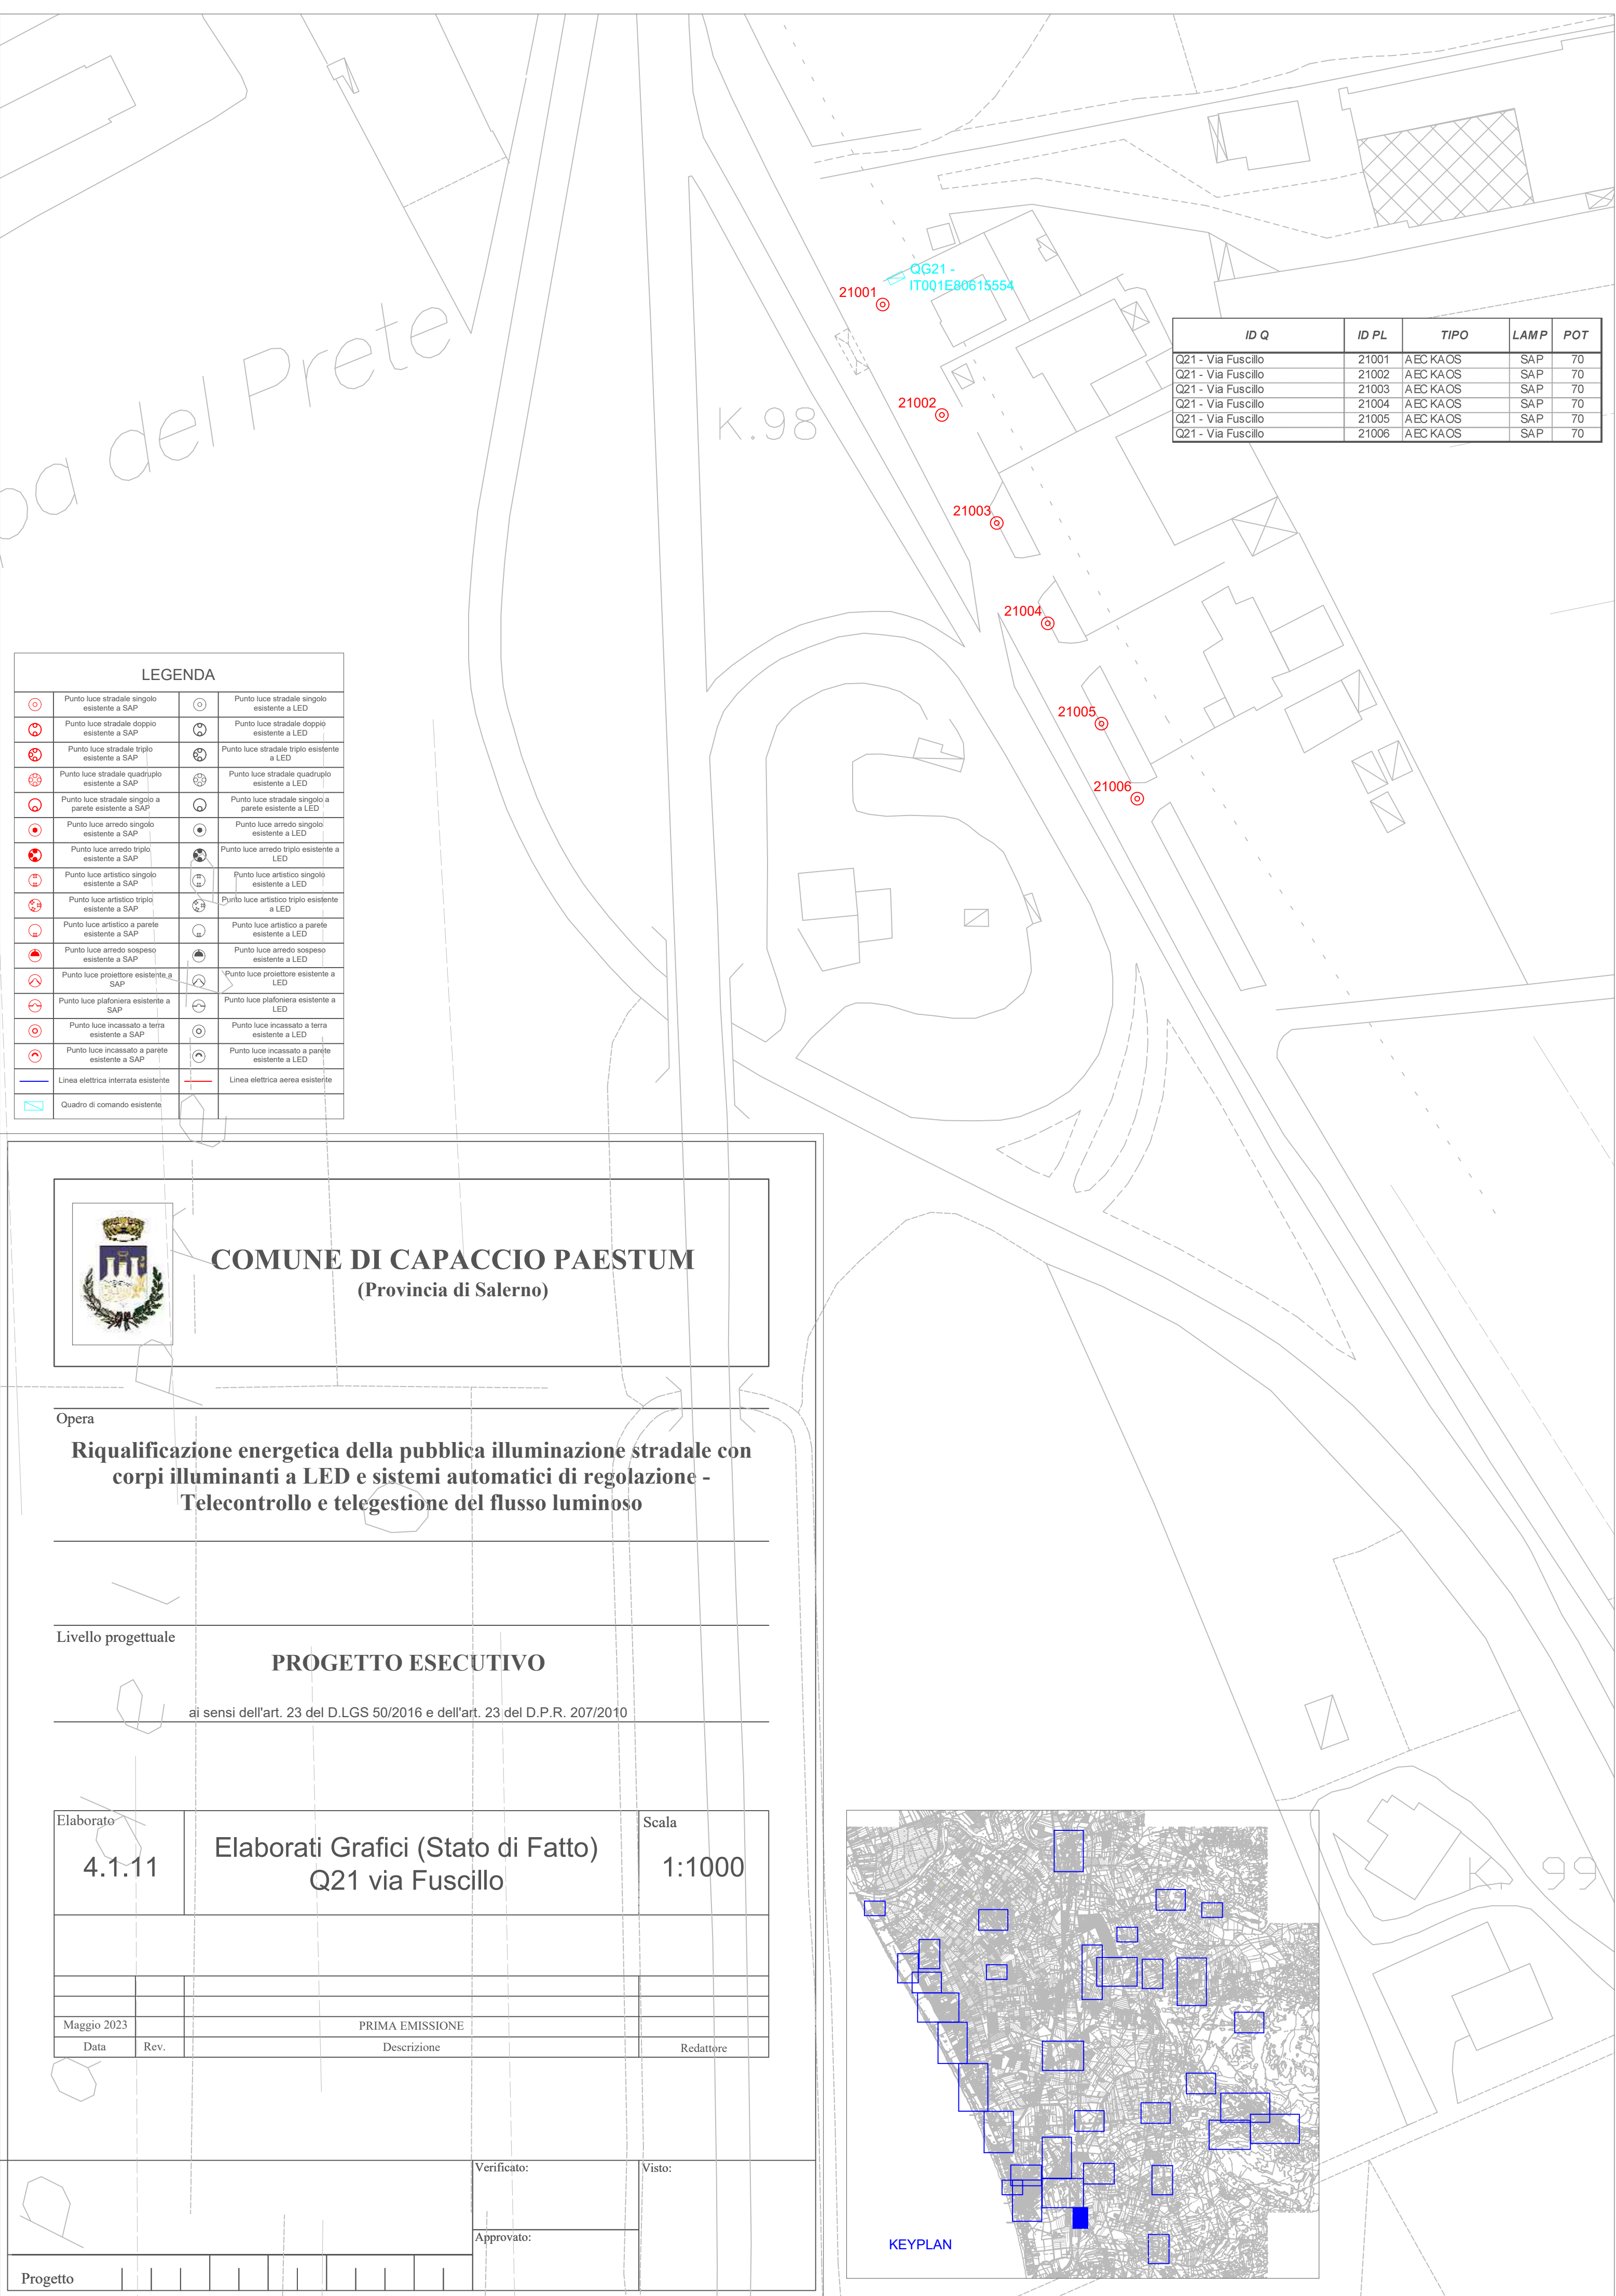 QG21 -
IT001E80615554
21001
21002
21003
21004
21005
21006
K.98
pa del Prete
ID Q ID PL TIPO LAMP POT
Q21 - Via Fuscillo 21001 AEC KAOS SAP 70
Q21 - Via Fuscillo 21002 AEC KAOS SAP 70
Q21 - Via Fuscillo 21003 AEC KAOS SAP 70
Q21 - Via Fuscillo 21004 AEC KAOS SAP 70
Q21 - Via Fuscillo 21005 AEC KAOS SAP 70
Q21 - Via Fuscillo 21006 AEC KAOS SAP 70
LEGENDA
Punto luce stradale singolo
esistente a SAP
Punto luce stradale singolo
esistente a LED
Punto luce stradale doppio
esistente a SAP
Punto luce stradale doppio
esistente a LED
Punto luce stradale triplo
esistente a SAP
Punto luce stradale triplo esistente
a LED
Punto luce stradale quadruplo
esistente a SAP
Punto luce stradale quadruplo
esistente a LED
Punto luce stradale singolo a
parete esistente a SAP
Punto luce stradale singolo a
parete esistente a LED
Punto luce arredo singolo
esistente a SAP
Punto luce arredo singolo
esistente a LED
Punto luce arredo triplo
esistente a SAP
Punto luce arredo triplo esistente a
LED
Punto luce artistico singolo
esistente a SAP
Punto luce artistico singolo
esistente a LED
Punto luce artistico triplo
esistente a SAP
Punto luce artistico triplo esistente
a LED
Punto luce artistico a parete
esistente a SAP
Punto luce artistico a parete
esistente a LED
Punto luce arredo sospeso
esistente a SAP
Punto luce arredo sospeso
esistente a LED
Punto luce proiettore esistente a
SAP
Punto luce proiettore esistente a
LED
Punto luce plafoniera esistente a
SAP
Punto luce plafoniera esistente a
LED
Punto luce incassato a terra
esistente a SAP
Punto luce incassato a terra
esistente a LED
Punto luce incassato a parete
esistente a SAP
Punto luce incassato a parete
esistente a LED
Linea elettrica interrata esistente
Linea elettrica aerea esistente
Quadro di comando esistente
COMUNE DI CAPACCIO PAESTUM
(Provincia di Salerno)
Opera
Riqualificazione energetica della pubblica illuminazione stradale con
corpi illuminanti a LED e sistemi automatici di regolazione -
Telecontrollo e telegestione del flusso luminoso
Livello progettuale
PROGETTO ESECUTIVO
ai sensi dell'art. 23 del D.LGS 50/2016 e dell'art. 23 del D.P.R. 207/2010
Elaborato
4.1.11
Elaborati Grafici (Stato di Fatto)
Q21 via Fuscillo
Scala
1:1000
Maggio 2023 PRIMA EMISSIONE
Data Rev. Descrizione Redattore
Verificato:
Visto:
Approvato:
Progetto
KEYPLAN
99